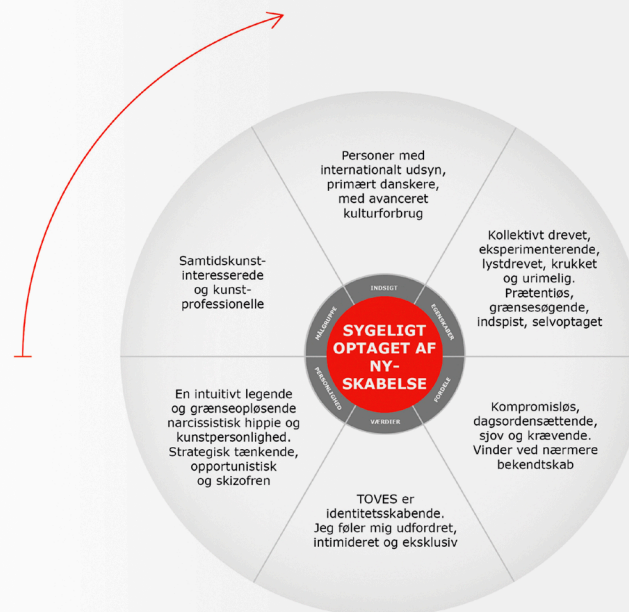 Personer med
internationalt udsyn,
primært danskere,
med avanceret
kulturforbrug
Kollektivt drevet,
eksperimenterende,
lystdrevet, krukket
og urimelig.
Prætentiøs,
grænsesøgende,
indspist, selvoptaget
Samtidskunst-
interesserede
og kunst-
professionelle
INDSIGT
MÅLGRUPPE
EGENSKABER
SYGELIGT
OPTAGET AF
NY-
SKABELSE
PERSONLIGHED
FORDELE
VÆRDIER
En intuitivt legende
og grænseopløsende
narcissistisk hippie og
kunstpersonlighed.
Strategisk tænkende,
opportunistisk
og skizofren
Kompromisløs,
dagsordensættende,
sjov og krævende.
Vinder ved nærmere
bekendtskab
TOVES er
identitetsskabende.
Jeg føler mig udfordret,
intimideret og eksklusiv